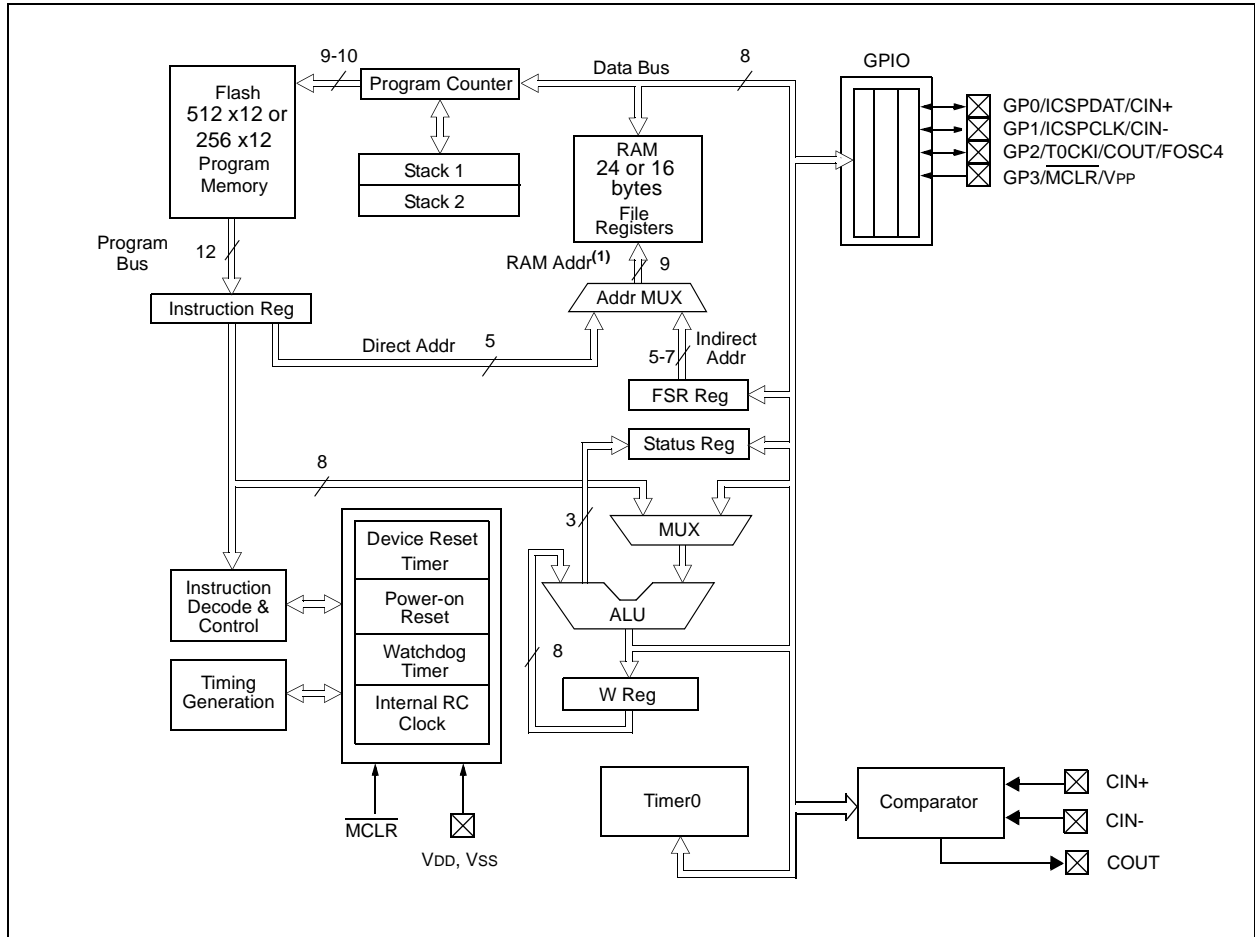 9-10
Program Counter
Data Bus
8
GPIO
Flash
512 x12 or
256 x12
Program
Memory
Stack 1
Stack 2
RAM
24 or 16
bytes
File
Registers
GP0/ICSPDAT/CIN+
GP1/ICSPCLK/CIN-
GP2/T0CKI/COUT/FOSC4
GP3/MCLR/VPP
Program
Bus
12
RAM Addr(1)
9
Instruction Reg
Addr MUX
Direct Addr
5
5-7
Indirect
Addr
FSR Reg
Status Reg
8
3
MUX
Device Reset
Timer
Instruction
Decode &
Control
Power-on
Reset
ALU
Watchdog
Timer
8
Timing
Generation
Internal RC
Clock
W Reg
Timer0
Comparator
CIN+
CIN-
COUT
MCLR
VDD, VSS